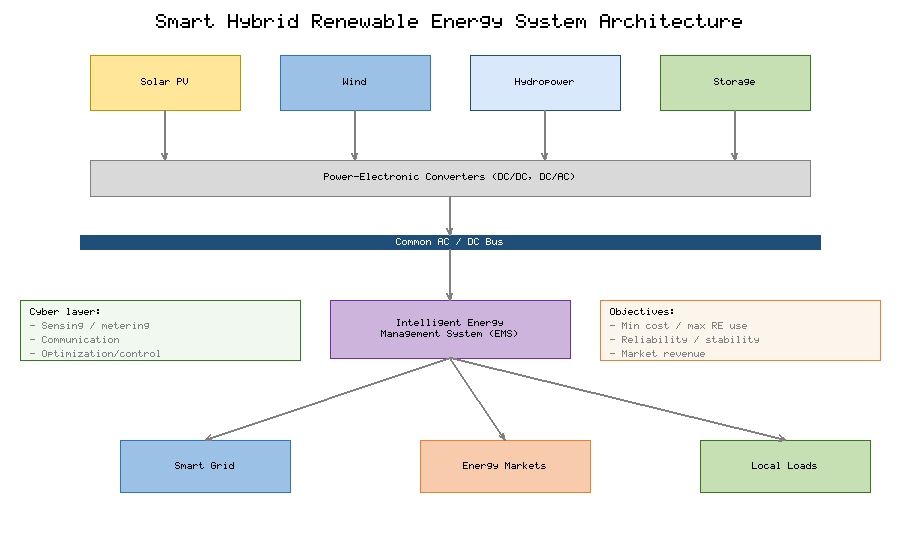 Smart Hybrid Renewable Energy System Architecture
Solar PV
Wind
Hydropower
Storage
Power-Electronic Converters (DC/DC, DC/AC)
Common AC / DC Bus
Cyber layer:
- Sensing / metering
- Communication
- Optimization/control
Intelligent Energy
Management System (EMS)
Objectives:
- Min cost / max RE use
- Reliability / stability
- Market revenue
Smart Grid
Energy Markets
Local Loads